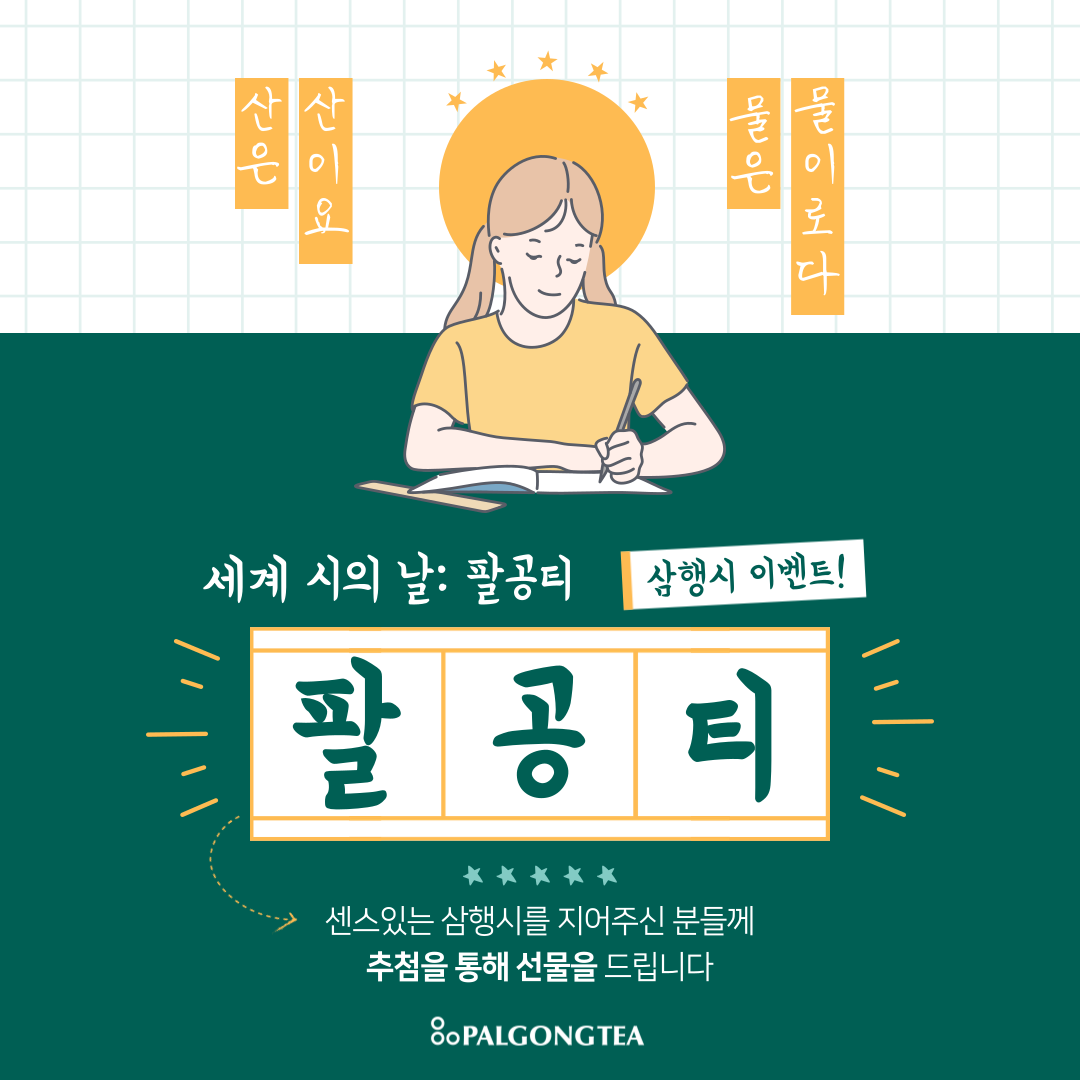 산은
산이요
물은
물이로다
세계 시의 날: 팔공티
삼행시 이벤트!
팔공티
센스있는 삼행시를 지어주신 분들께
추첨을 통해 선물을 드립니다
PALGONGTEA